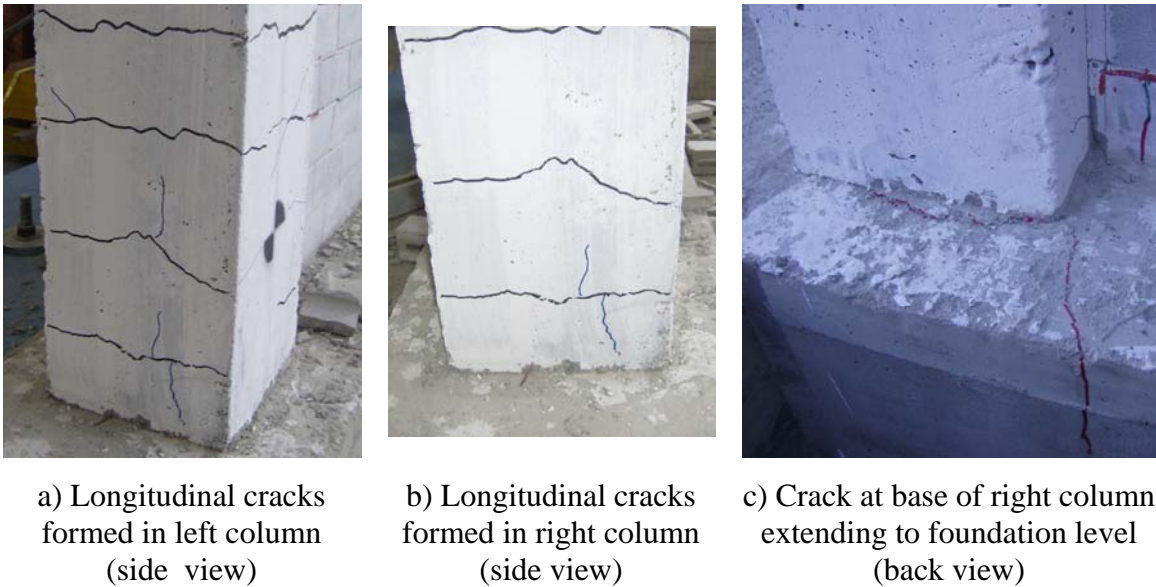 a) Longitudinal cracks
formed in left column
(side view)
b) Longitudinal cracks
formed in right column
(side view)
c) Crack at base of right column
extending to foundation level
(back view)